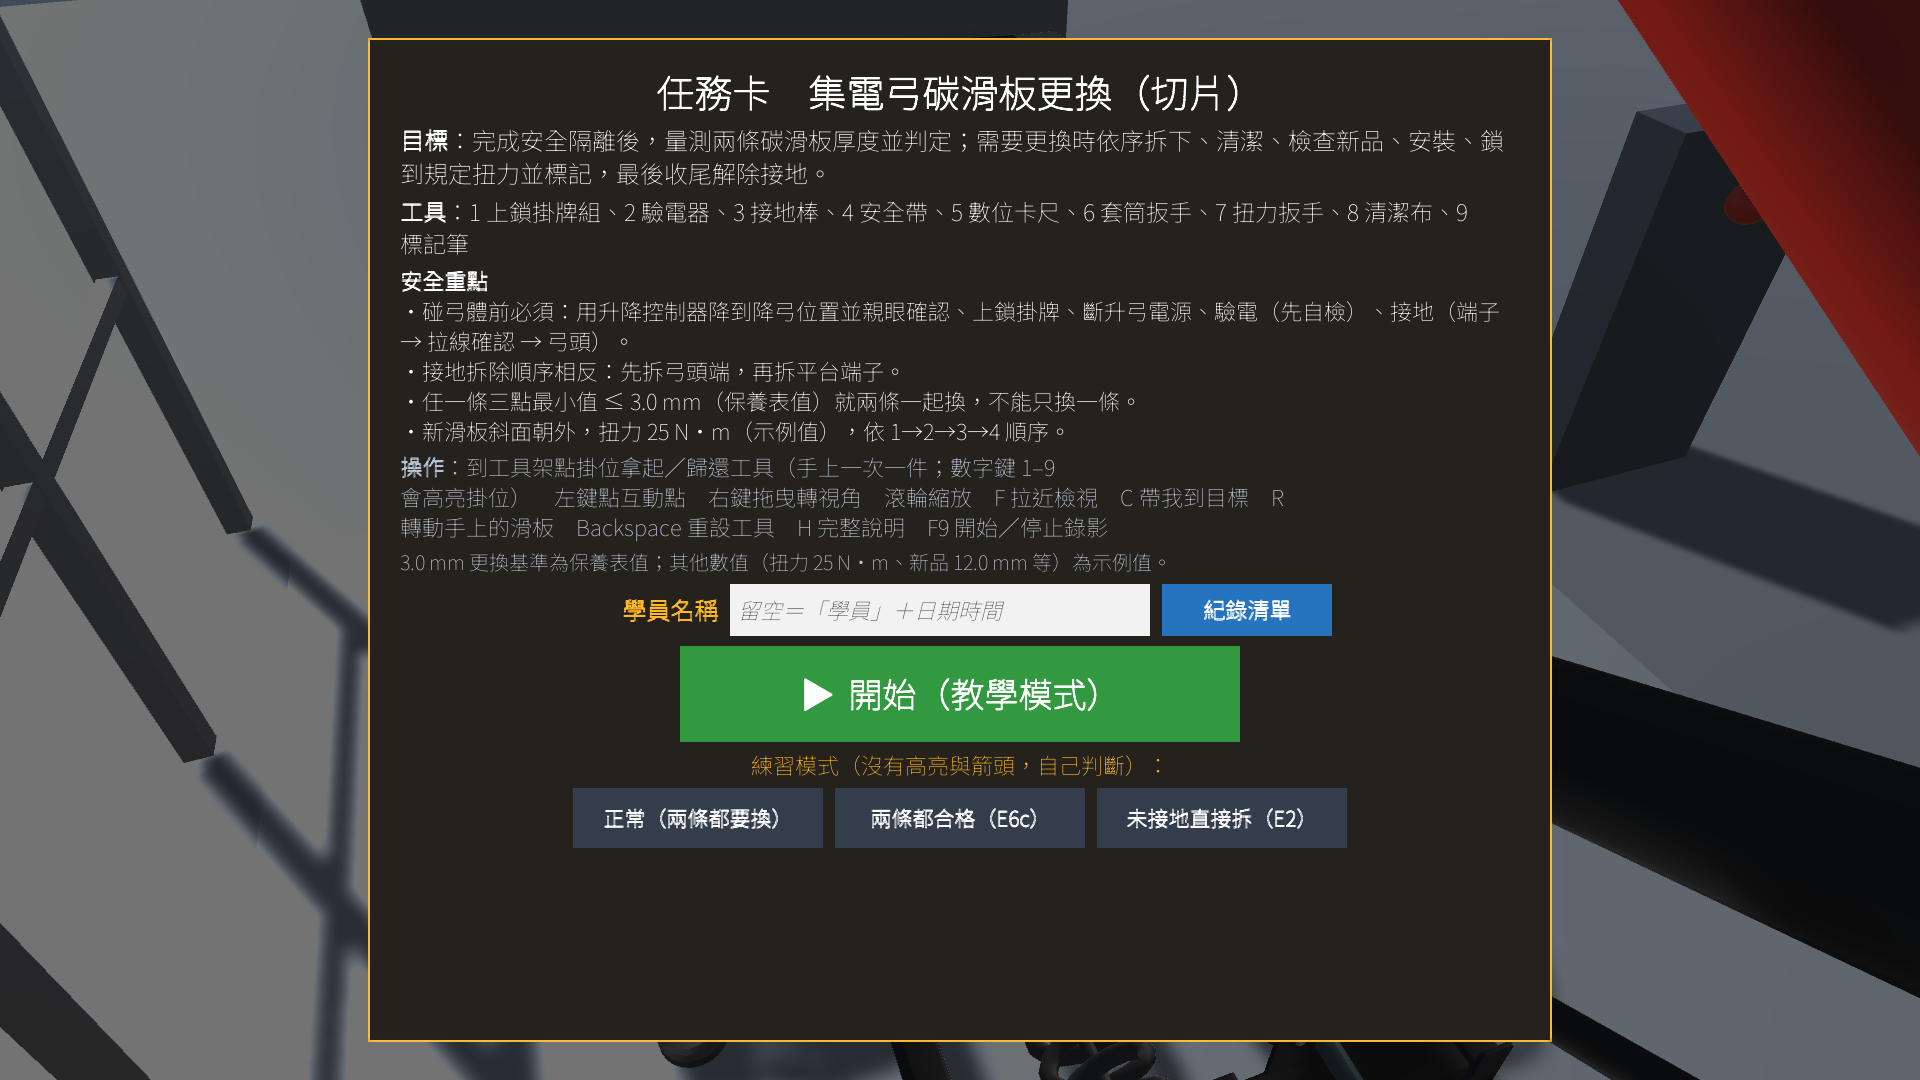 任務卡　集電弓碳滑板更換（切片）
目標：完成安全隔離後，量測兩條碳滑板厚度並判定；需要更換時依序拆下、清潔、檢查新品、安裝、鎖
到規定扭力並標記，最後收尾解除接地。
工具：1 上鎖掛牌組、2 驗電器、3 接地棒、4 安全帶、5 數位卡尺、6 套筒扳手、7 扭力扳手、8 清潔布、9
標記筆
安全重點
・碰弓體前必須：用升降控制器降到降弓位置並親眼確認、上鎖掛牌、斷升弓電源、驗電（先自檢）、接地（端子
→ 拉線確認 → 弓頭）。
・接地拆除順序相反：先拆弓頭端，再拆平台端子。
・任一條三點最小值 ≤ 3.0 mm（保養表值）就兩條一起換，不能只換一條。
・新滑板斜面朝外，扭力 25 N・m（示例值），依 1→2→3→4 順序。
操作：到工具架點掛位拿起／歸還工具（手上一次一件；數字鍵 1–9
會高亮掛位）　左鍵點互動點　右鍵拖曳轉視角　滾輪縮放　F 拉近檢視　C 帶我到目標　R
轉動手上的滑板　Backspace 重設工具　H 完整說明　F9 開始／停止錄影
3.0 mm 更換基準為保養表值；其他數值（扭力 25 N・m、新品 12.0 mm 等）為示例值。
學員名稱　留空＝「學員」＋日期時間　紀錄清單
▶ 開始（教學模式）
練習模式（沒有高亮與箭頭，自己判斷）：
正常（兩條都要換）　兩條都合格（E6c）　未接地直接拆（E2）